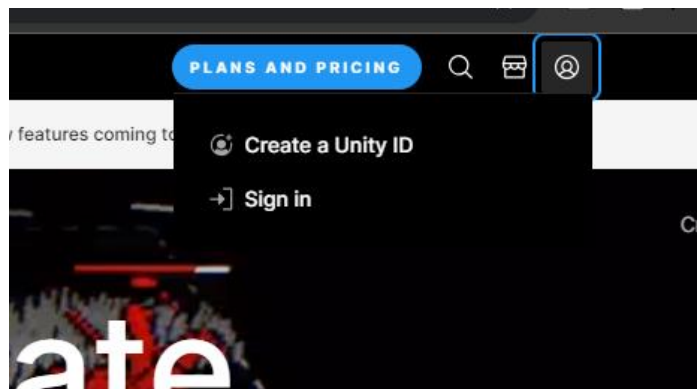 PLANS AND PRICING
features coming to
Create a Unity ID
Sign in
ate